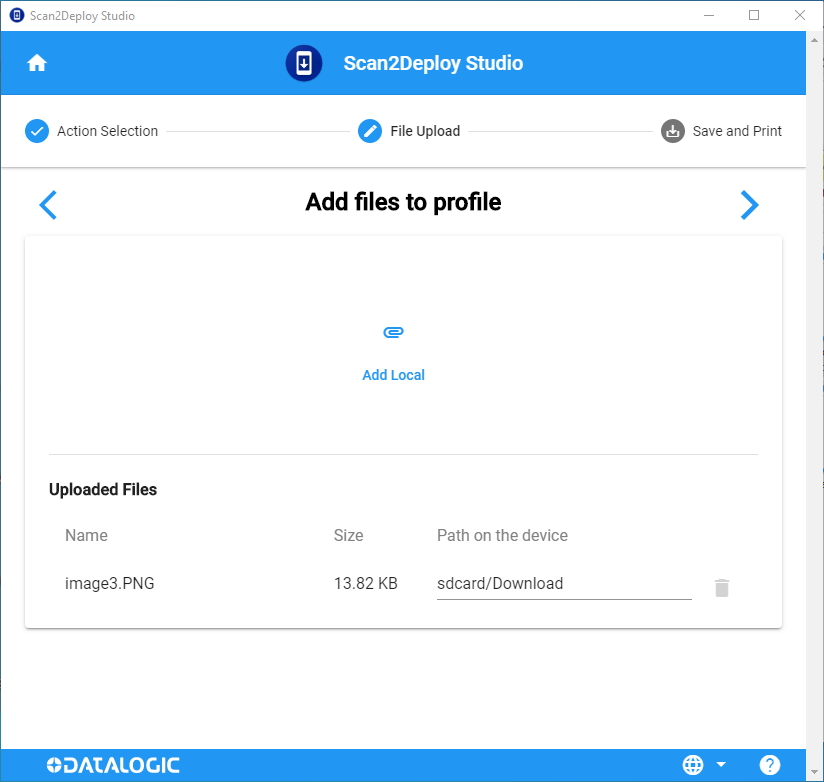 Scan2Deploy Studio
Scan2Deploy Studio
Action Selection File Upload Save and Print
Add files to profile
Add Local
Uploaded Files
Name Size Path on the device
image3.PNG 13.82 KB sdcard/Download
DATALOGIC ?